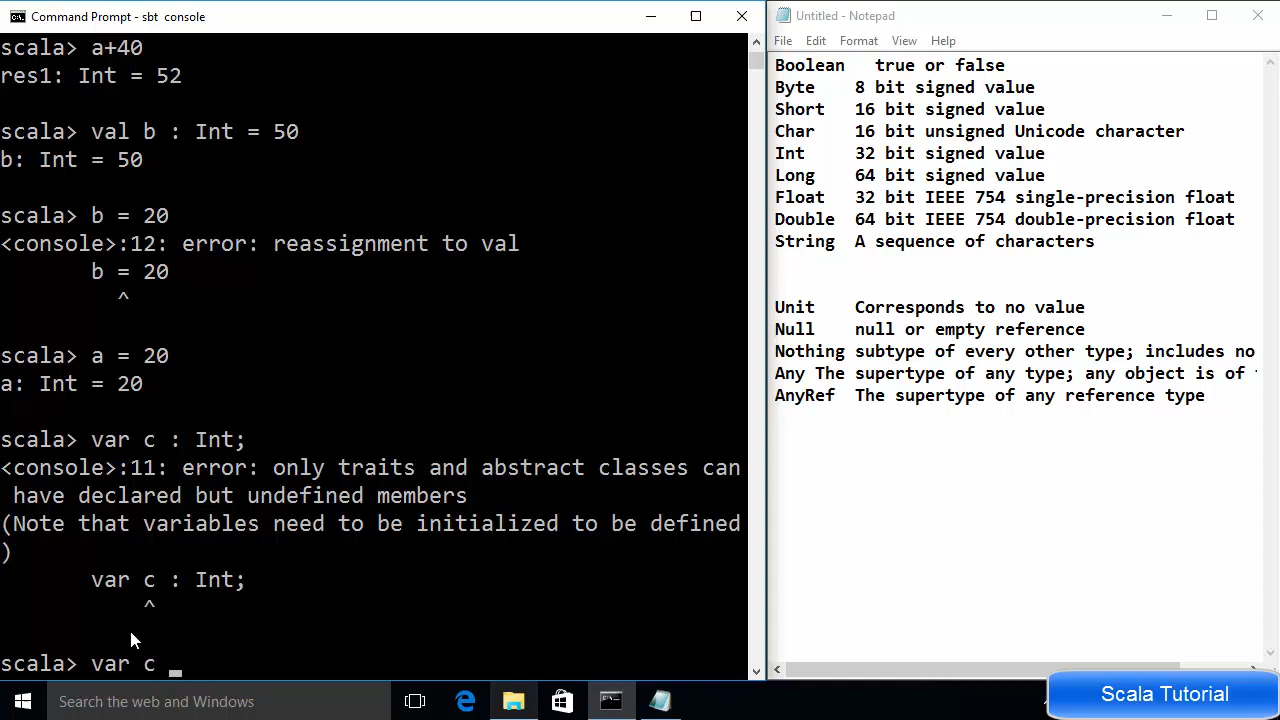 Command Prompt - sbt console
scala> a+40
res1: Int = 52
scala> val b : Int = 50
b: Int = 50
scala> b = 20
<console>:12: error: reassignment to val
b = 20
^
scala> a = 20
a: Int = 20
scala> var c : Int;
<console>:11: error: only traits and abstract classes can
have declared but undefined members
(Note that variables need to be initialized to be defined
)
var c : Int;
^
scala> var c
Search the web and Windows
Untitled - Notepad
File Edit Format View Help
Boolean true or false
Byte 8 bit signed value
Short 16 bit signed value
Char 16 bit unsigned Unicode character
Int 32 bit signed value
Long 64 bit signed value
Float 32 bit IEEE 754 single-precision float
Double 64 bit IEEE 754 double-precision float
String A sequence of characters
Unit Corresponds to no value
Null null or empty reference
Nothing subtype of every other type; includes no
Any The supertype of any type; any object is of
AnyRef The supertype of any reference type
Scala Tutorial